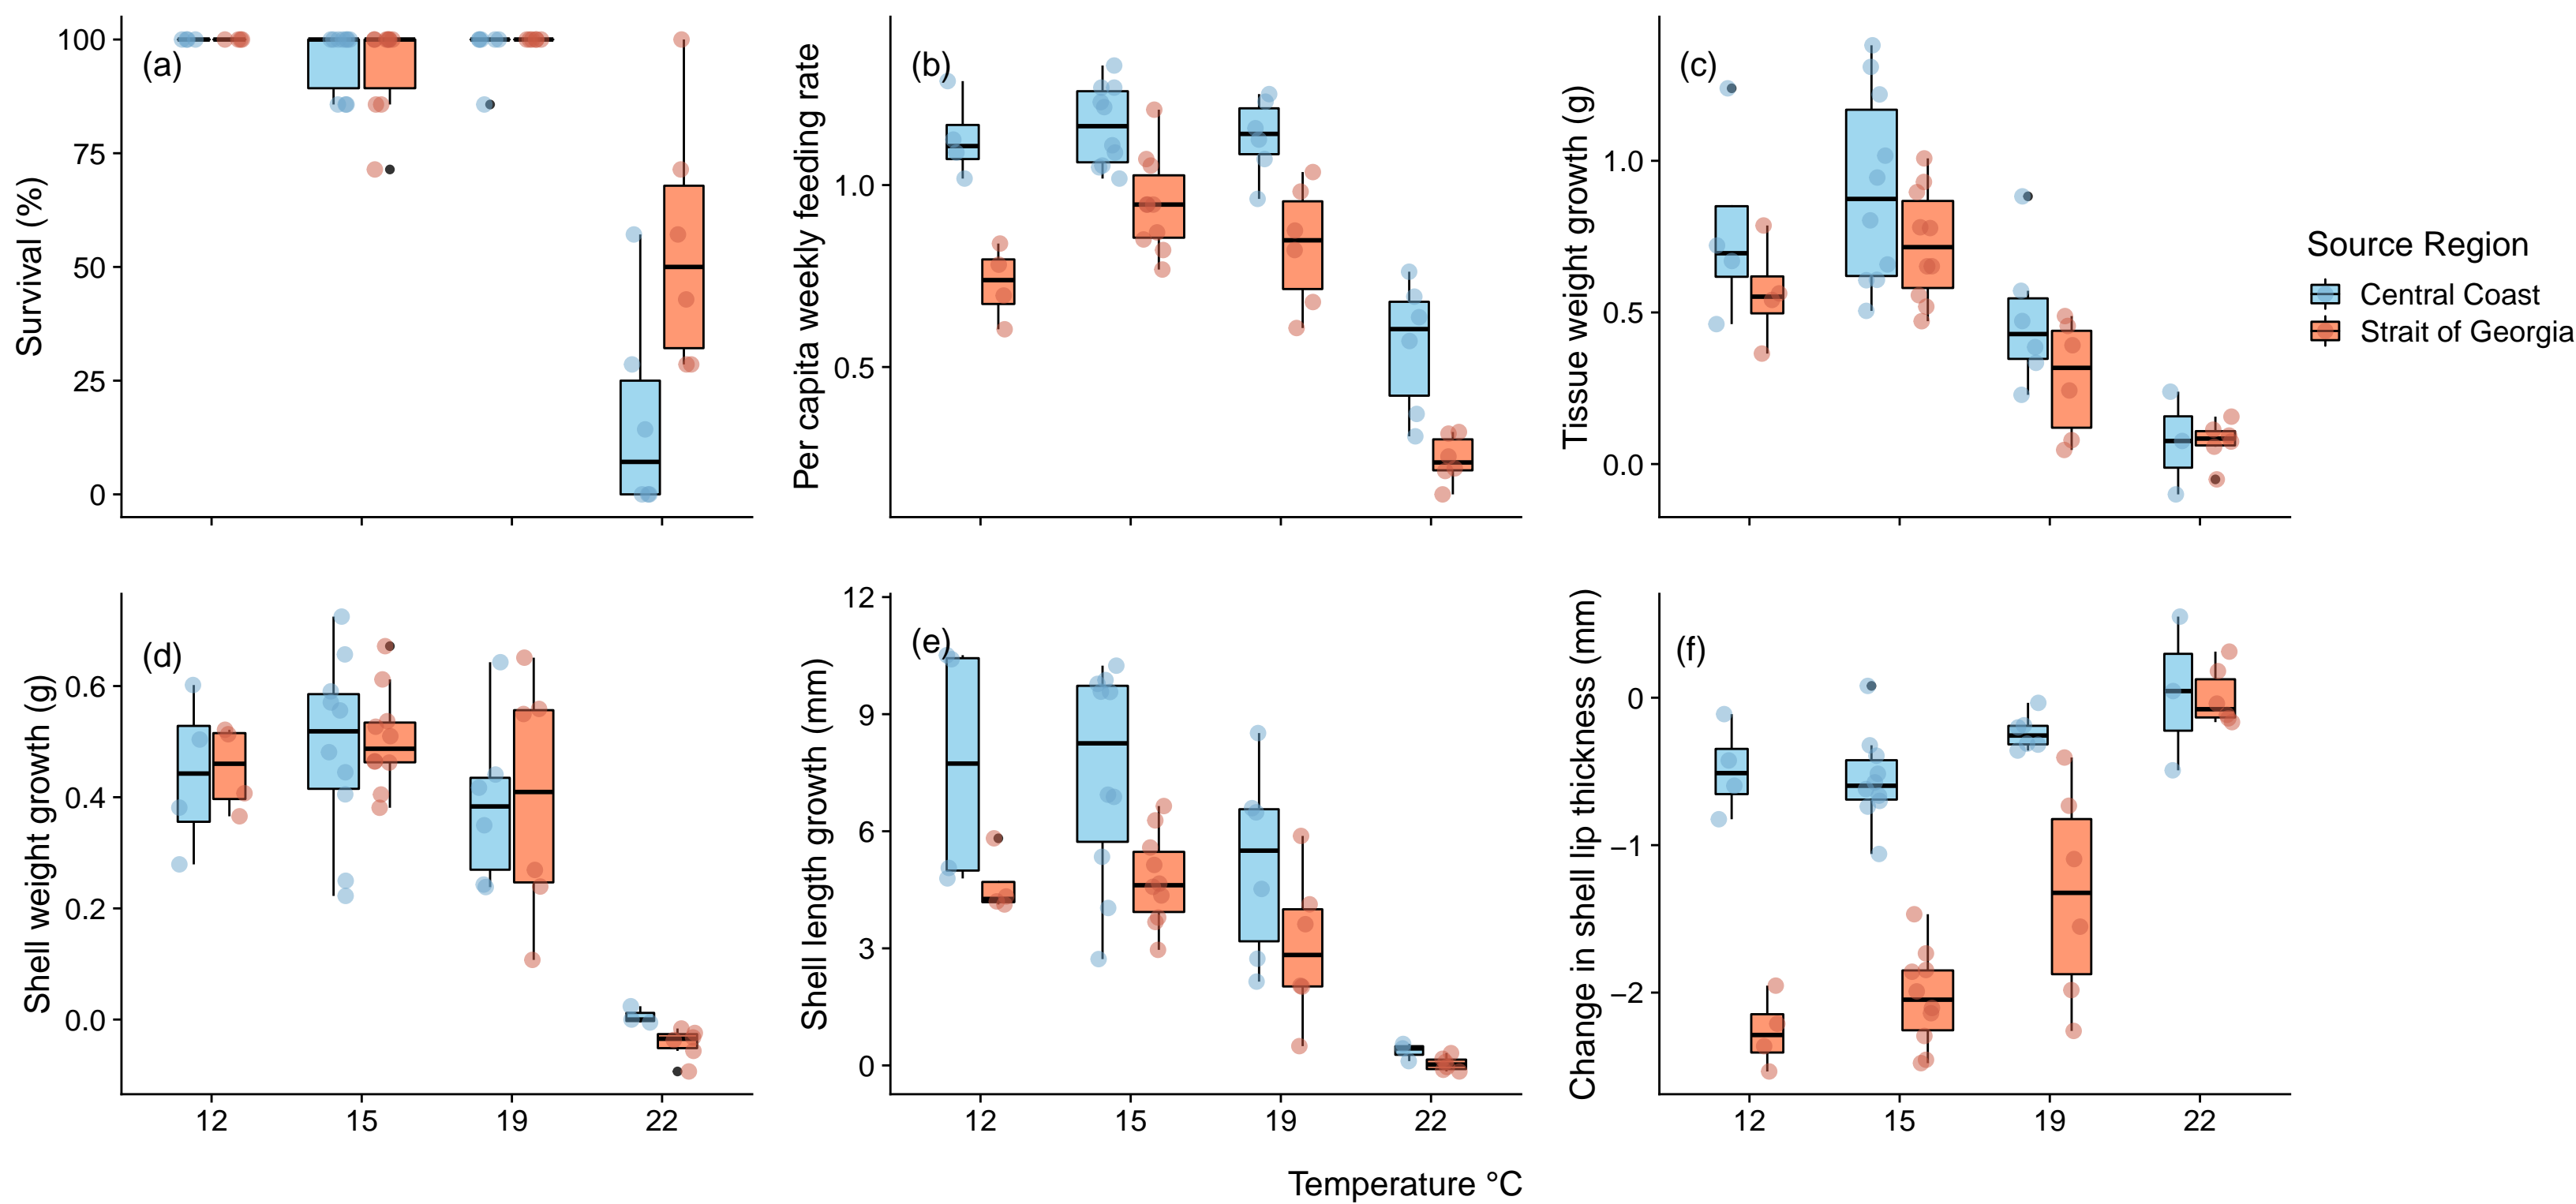 Survival (%)
100
75
50
25
0
(a)
Per capita weekly feeding rate
1.0
0.5
(b)
Tissue weight growth (g)
1.0
0.5
0.0
(c)
Source Region
Central Coast
Strait of Georgia
Shell weight growth (g)
0.6
0.4
0.2
0.0
(d)
12 15 19 22
Shell length growth (mm)
12
9
6
3
0
(e)
12 15 19 22
Change in shell lip thickness (mm)
0
−1
−2
(f)
12 15 19 22
Temperature °C